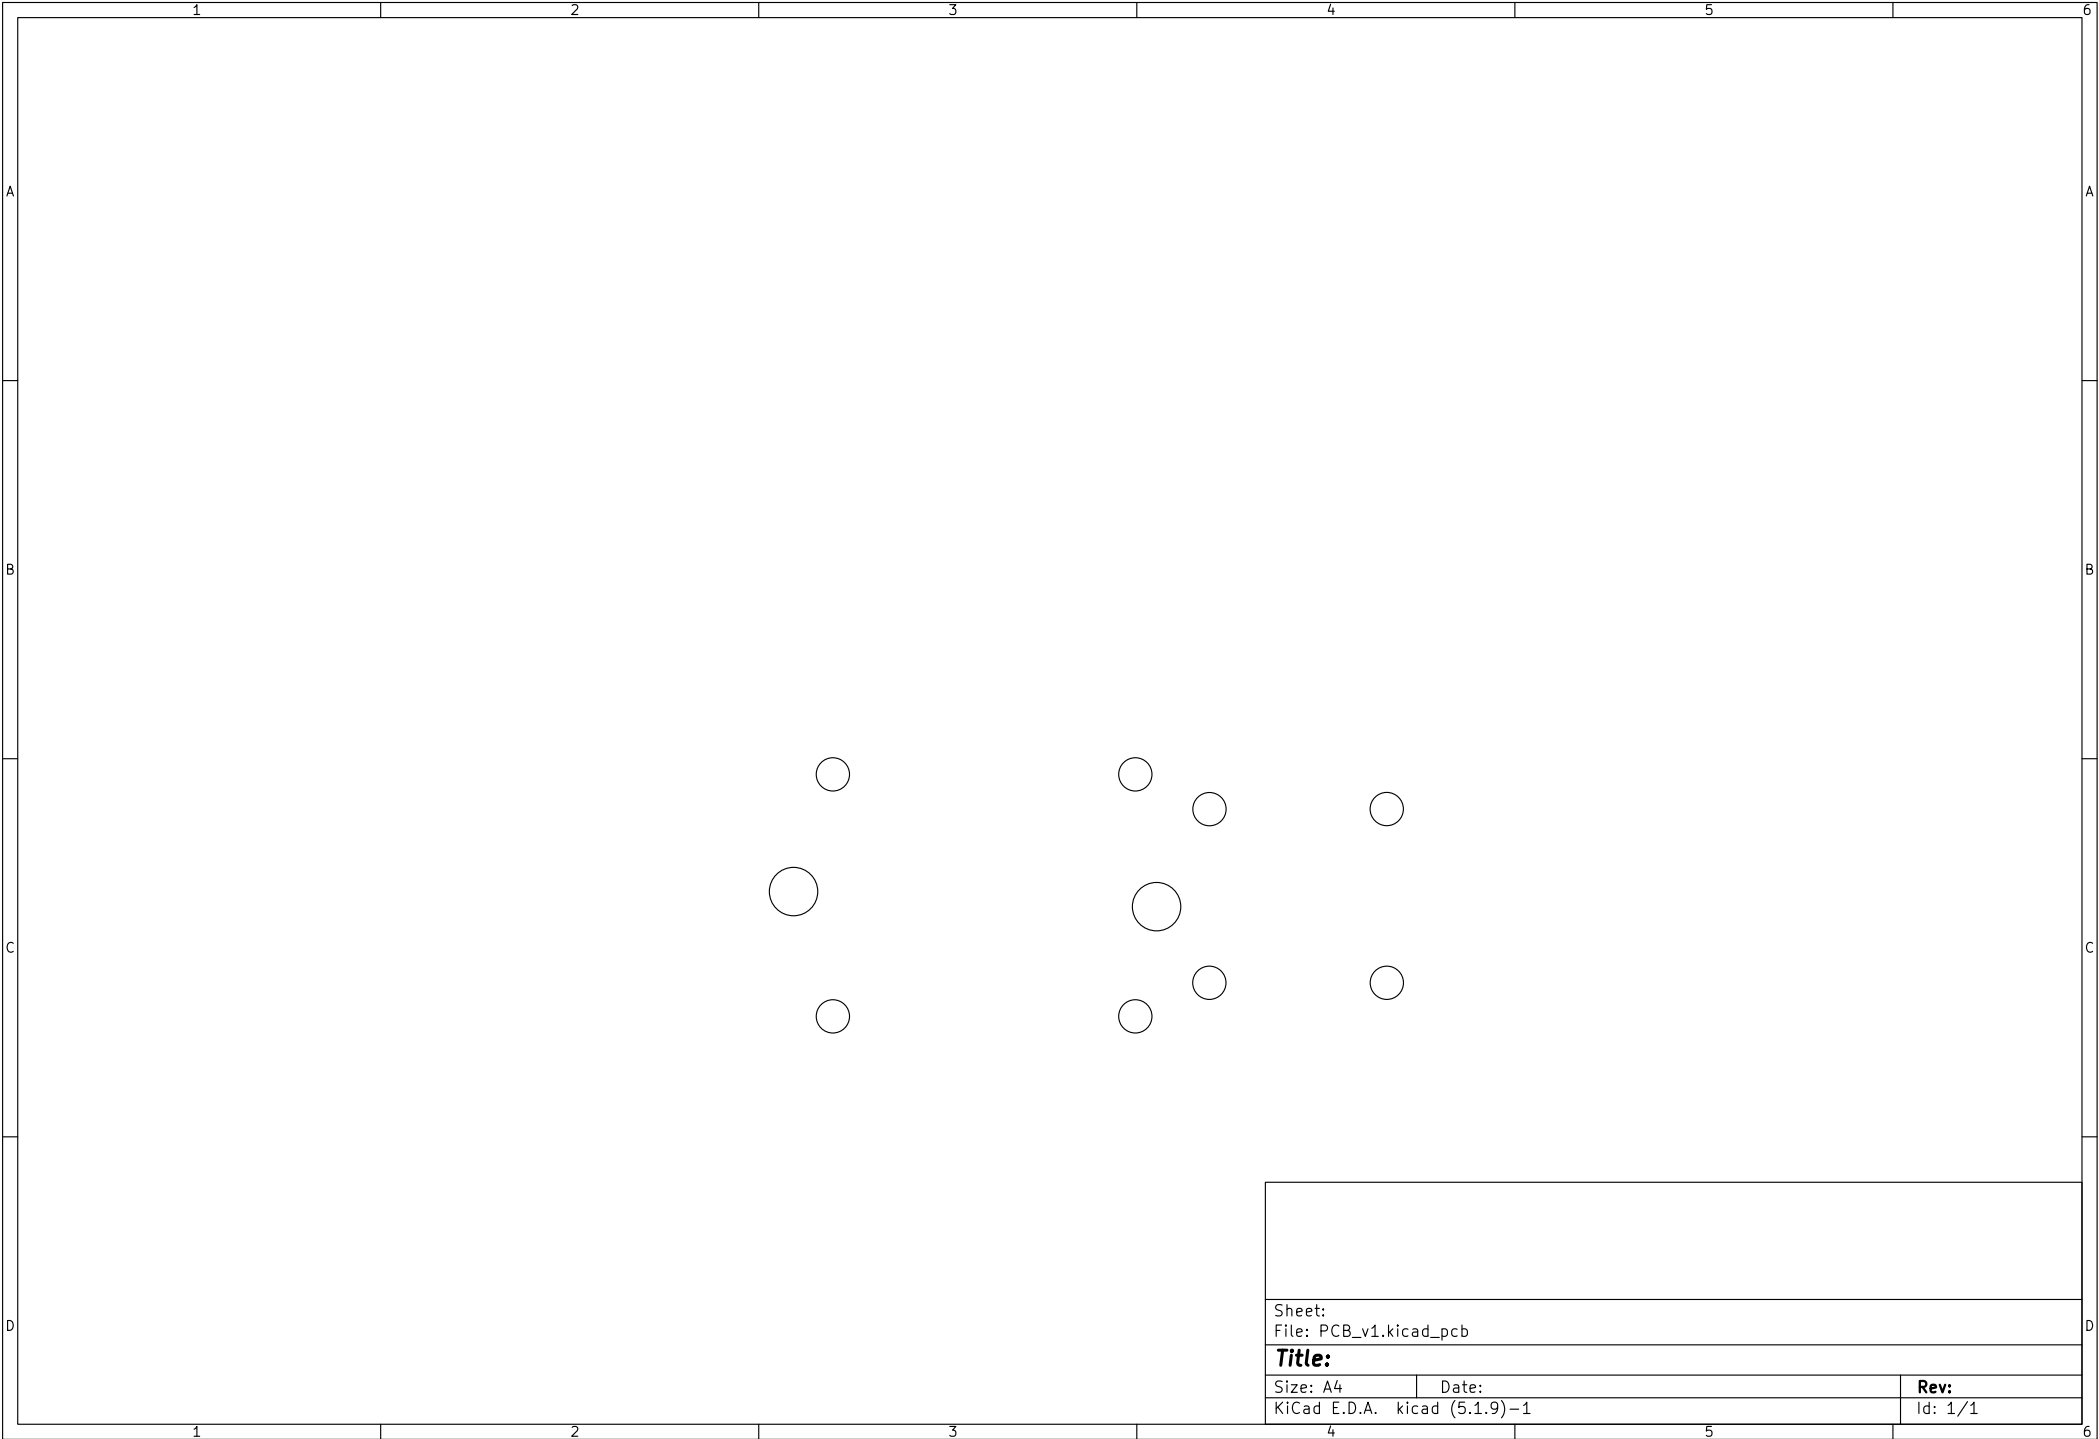 1 2 3 4 5 6
A A
B B
C C
D D
Sheet:
File: PCB_v1.kicad_pcb
Title:
Size: A4 Date: Rev:
KiCad E.D.A. kicad (5.1.9)-1 Id: 1/1
1 2 3 4 5 6